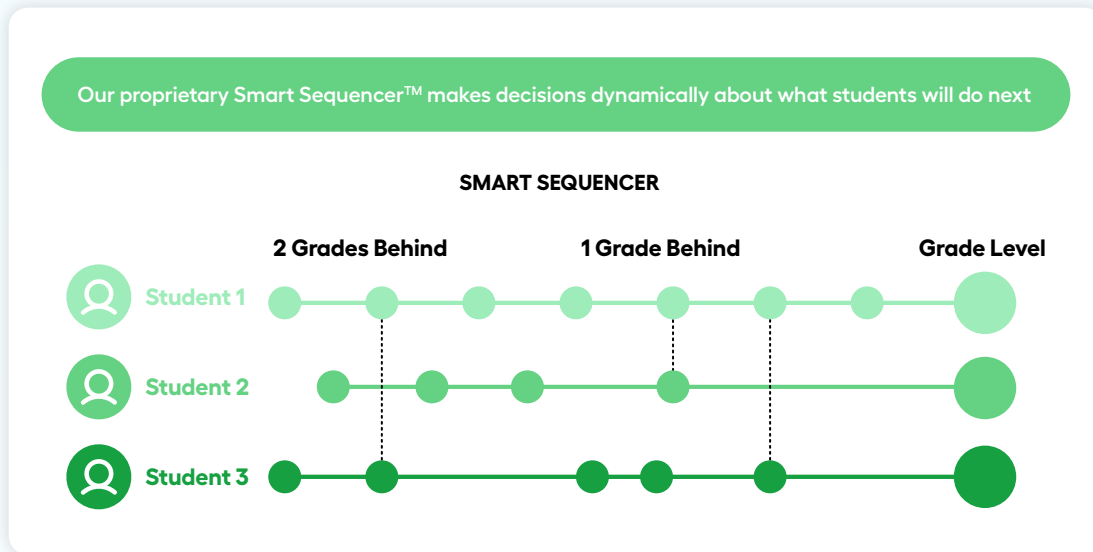 Our proprietary Smart Sequencer™ makes decisions dynamically about what students will do next
SMART SEQUENCER
2 Grades Behind 1 Grade Behind Grade Level
Student 1
Student 2
Student 3